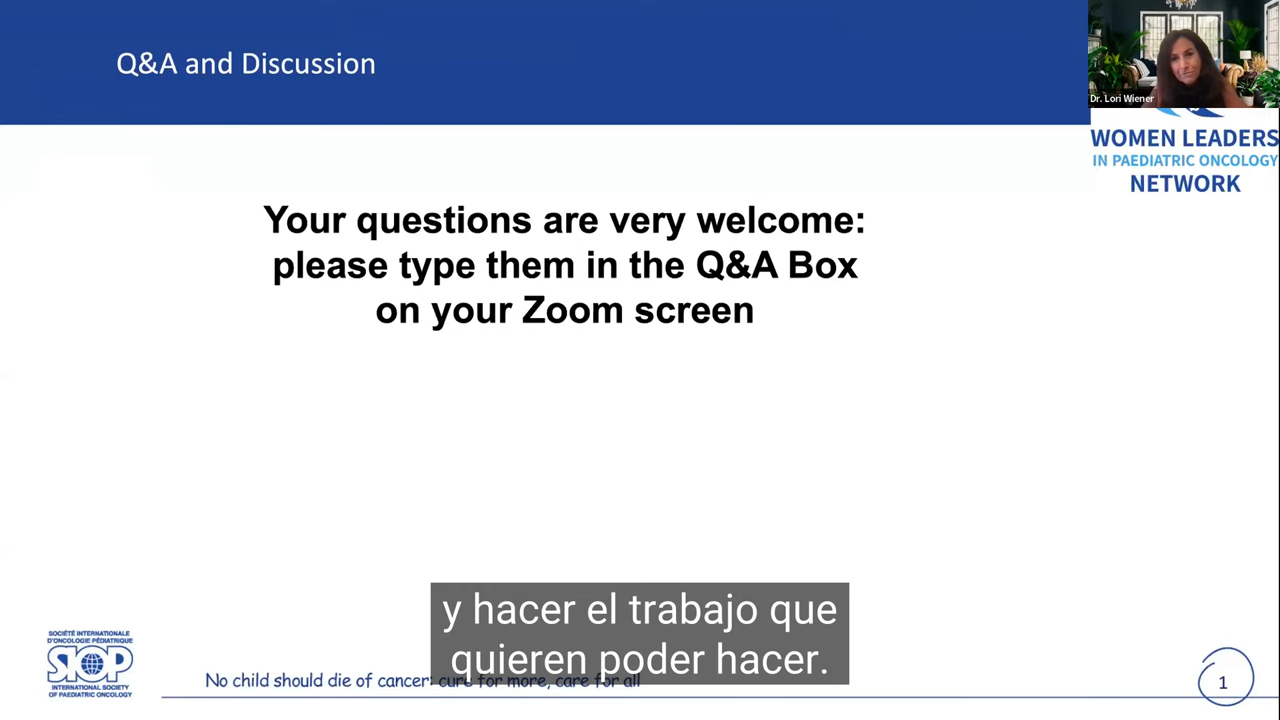 Q&A and Discussion
Dr. Lori Wiener
WOMEN LEADERS
IN PAEDIATRIC ONCOLOGY
NETWORK
Your questions are very welcome:
please type them in the Q&A Box
on your Zoom screen
y hacer el trabajo que
quieren poder hacer.
SOCIÉTÉ INTERNATIONALE
D'ONCOLOGIE PÉDIATRIQUE
SIOP
INTERNATIONAL SOCIETY
OF PAEDIATRIC ONCOLOGY
No child should die of cancer: cure for more, care for all
1